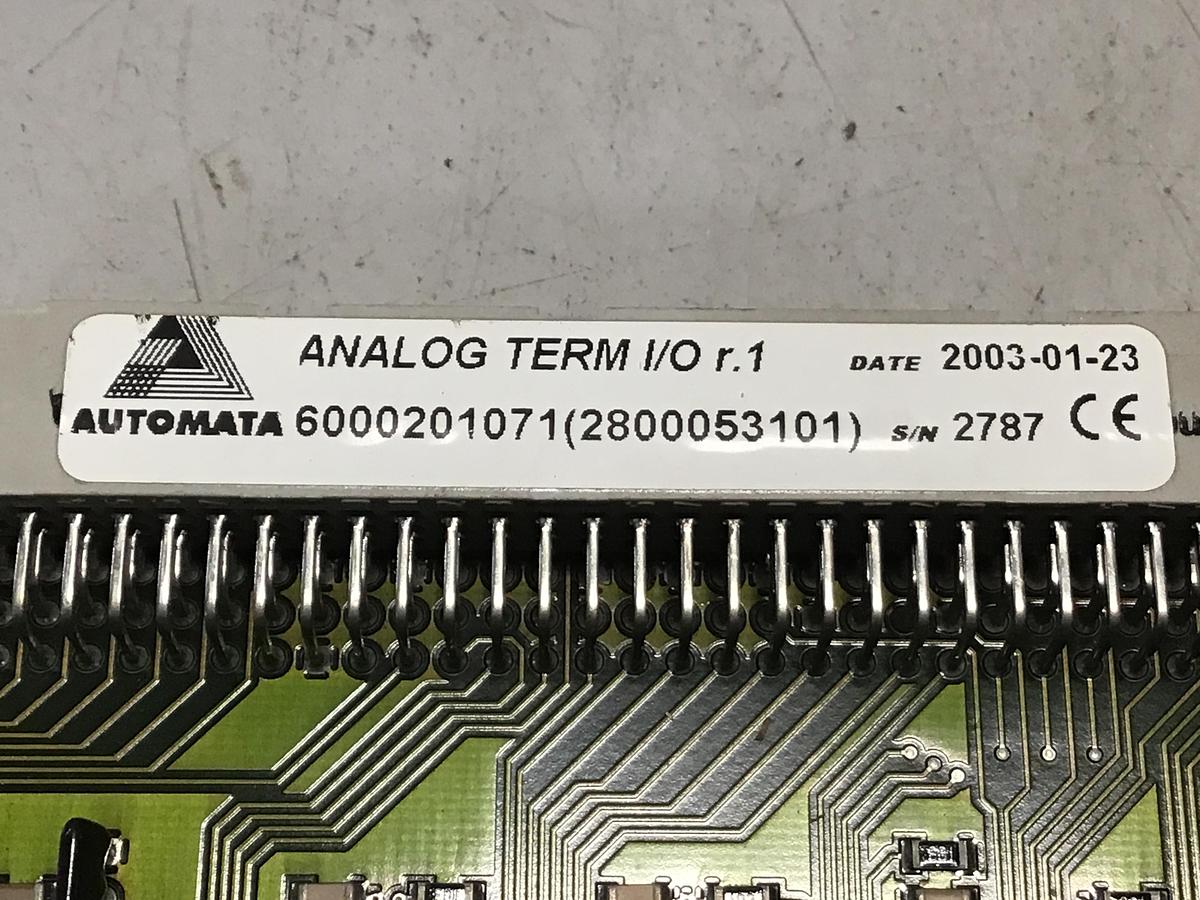 ANALOG TERM I/O r.1 DATE 2003-01-23
AUTOMATA 6000201071(2800053101) S/N 2787 CE